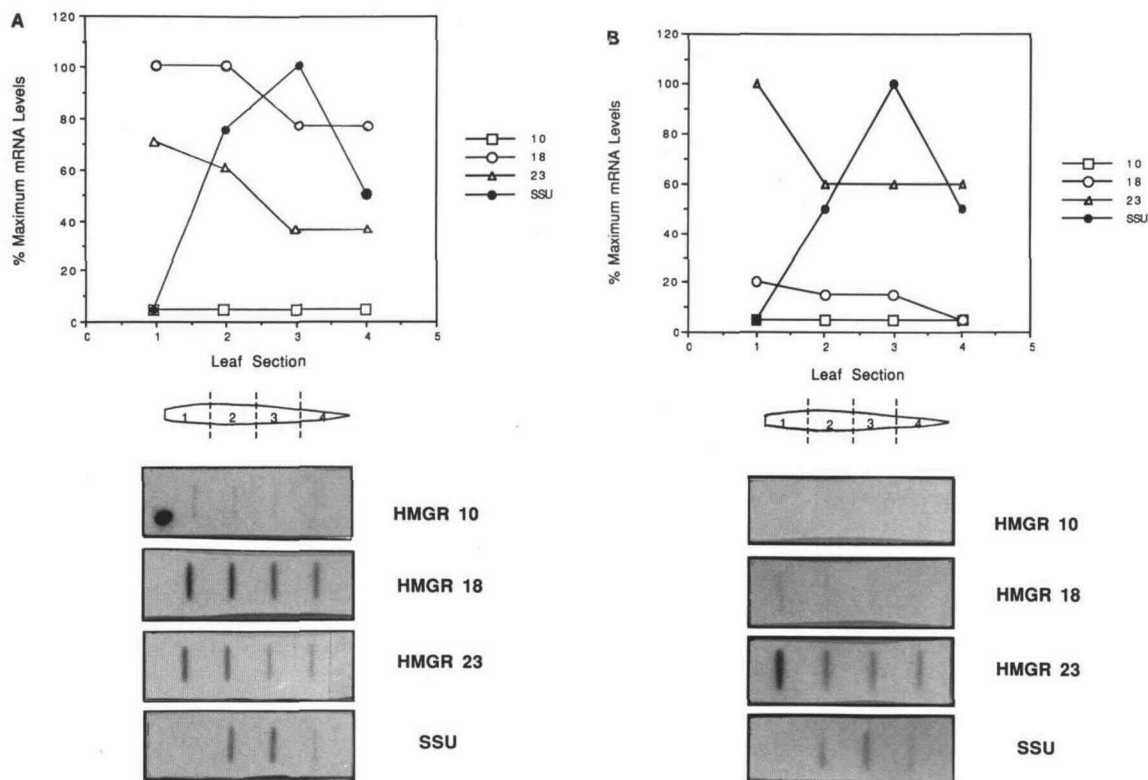 A
120
100
80
60
40
20
0
% Maximum mRNA Levels
0 1 2 3 4 5
Leaf Section
10
18
23
SSU
1 2 3 4
HMGR 10
HMGR 18
HMGR 23
SSU
B
120
100
80
60
40
20
0
% Maximum mRNA Levels
0 1 2 3 4 5
Leaf Section
10
18
23
SSU
1 2 3 4
HMGR 10
HMGR 18
HMGR 23
SSU